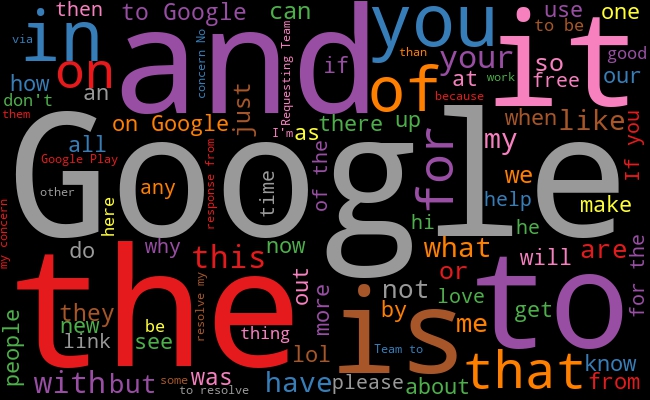 then
to Google
can
you
use
one
in
via
and
concern No
Requesting Team
if
than
your
it
to be
good
how
on
don't
them
an
just
of
at
work
because
so
free
our
Google
on Google
I'm
as
there
up
for
my
when
like
If you
all
Google Play
other
any
response from
here
time
of the
hi
we
help
he
make
my concern
do
why
this
now
what
or
will
are
for the
the
they
new
link
be
see
resolve my
thing
out
more
lol
is
not
by
love
me
get
to
Team to
that
know
from
people
with
but
some
was
to resolve
have
please
about